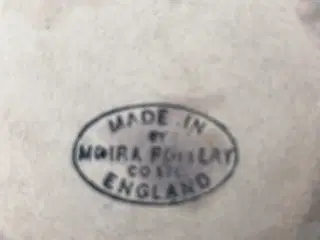 MADE IN
BY
MOIRA POTTERY
CO LTD
ENGLAND